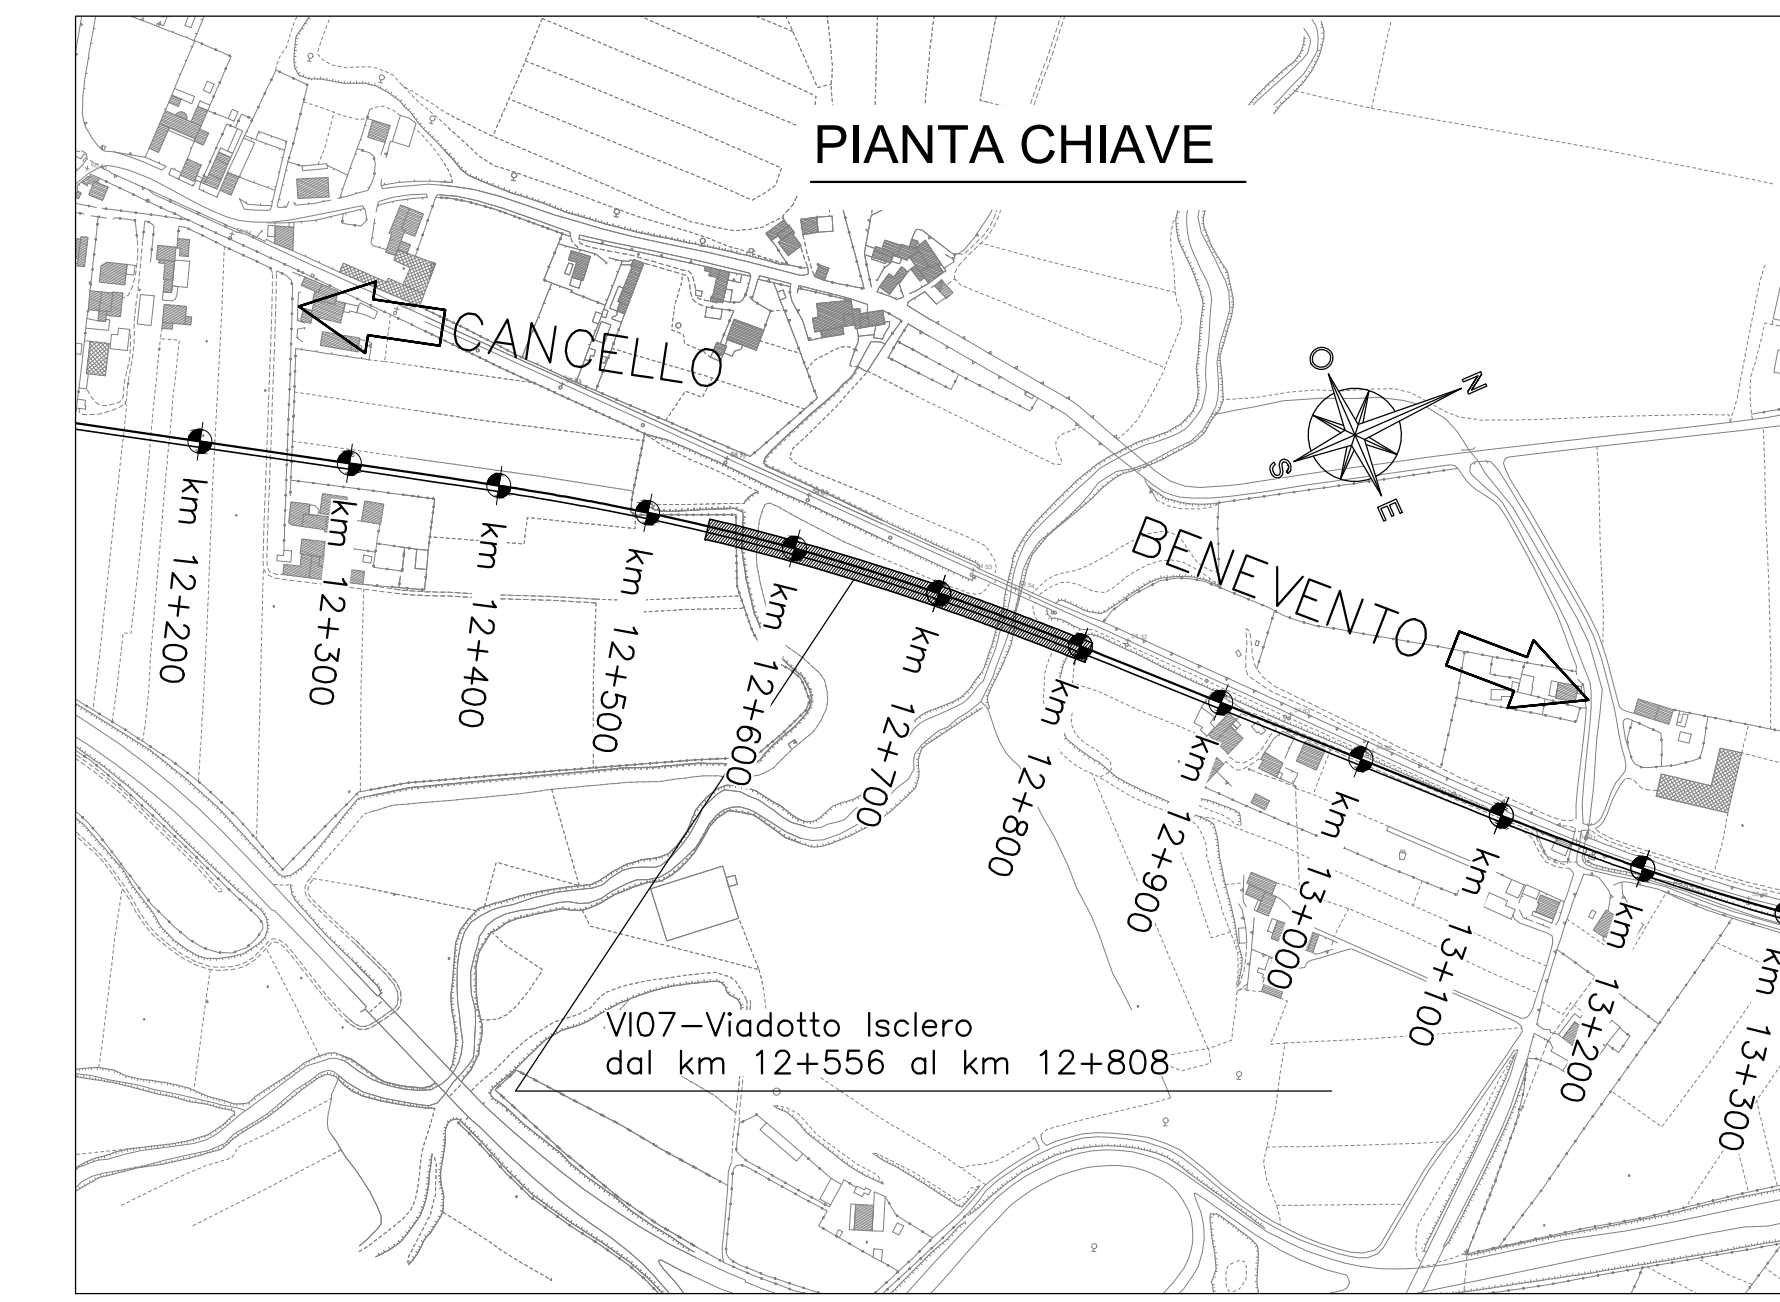 PIANTA CHIAVE
CANCELLO
O
N
S
E
BENEVENTO
km 12+200
km 12+300
km 12+400
km 12+500
km 12+600
km 12+700
km 12+800
km 12+900
km 13+000
km 13+100
km 13+200
km 13+300
VI07-Viadotto Isclero
dal km 12+556 al km 12+808